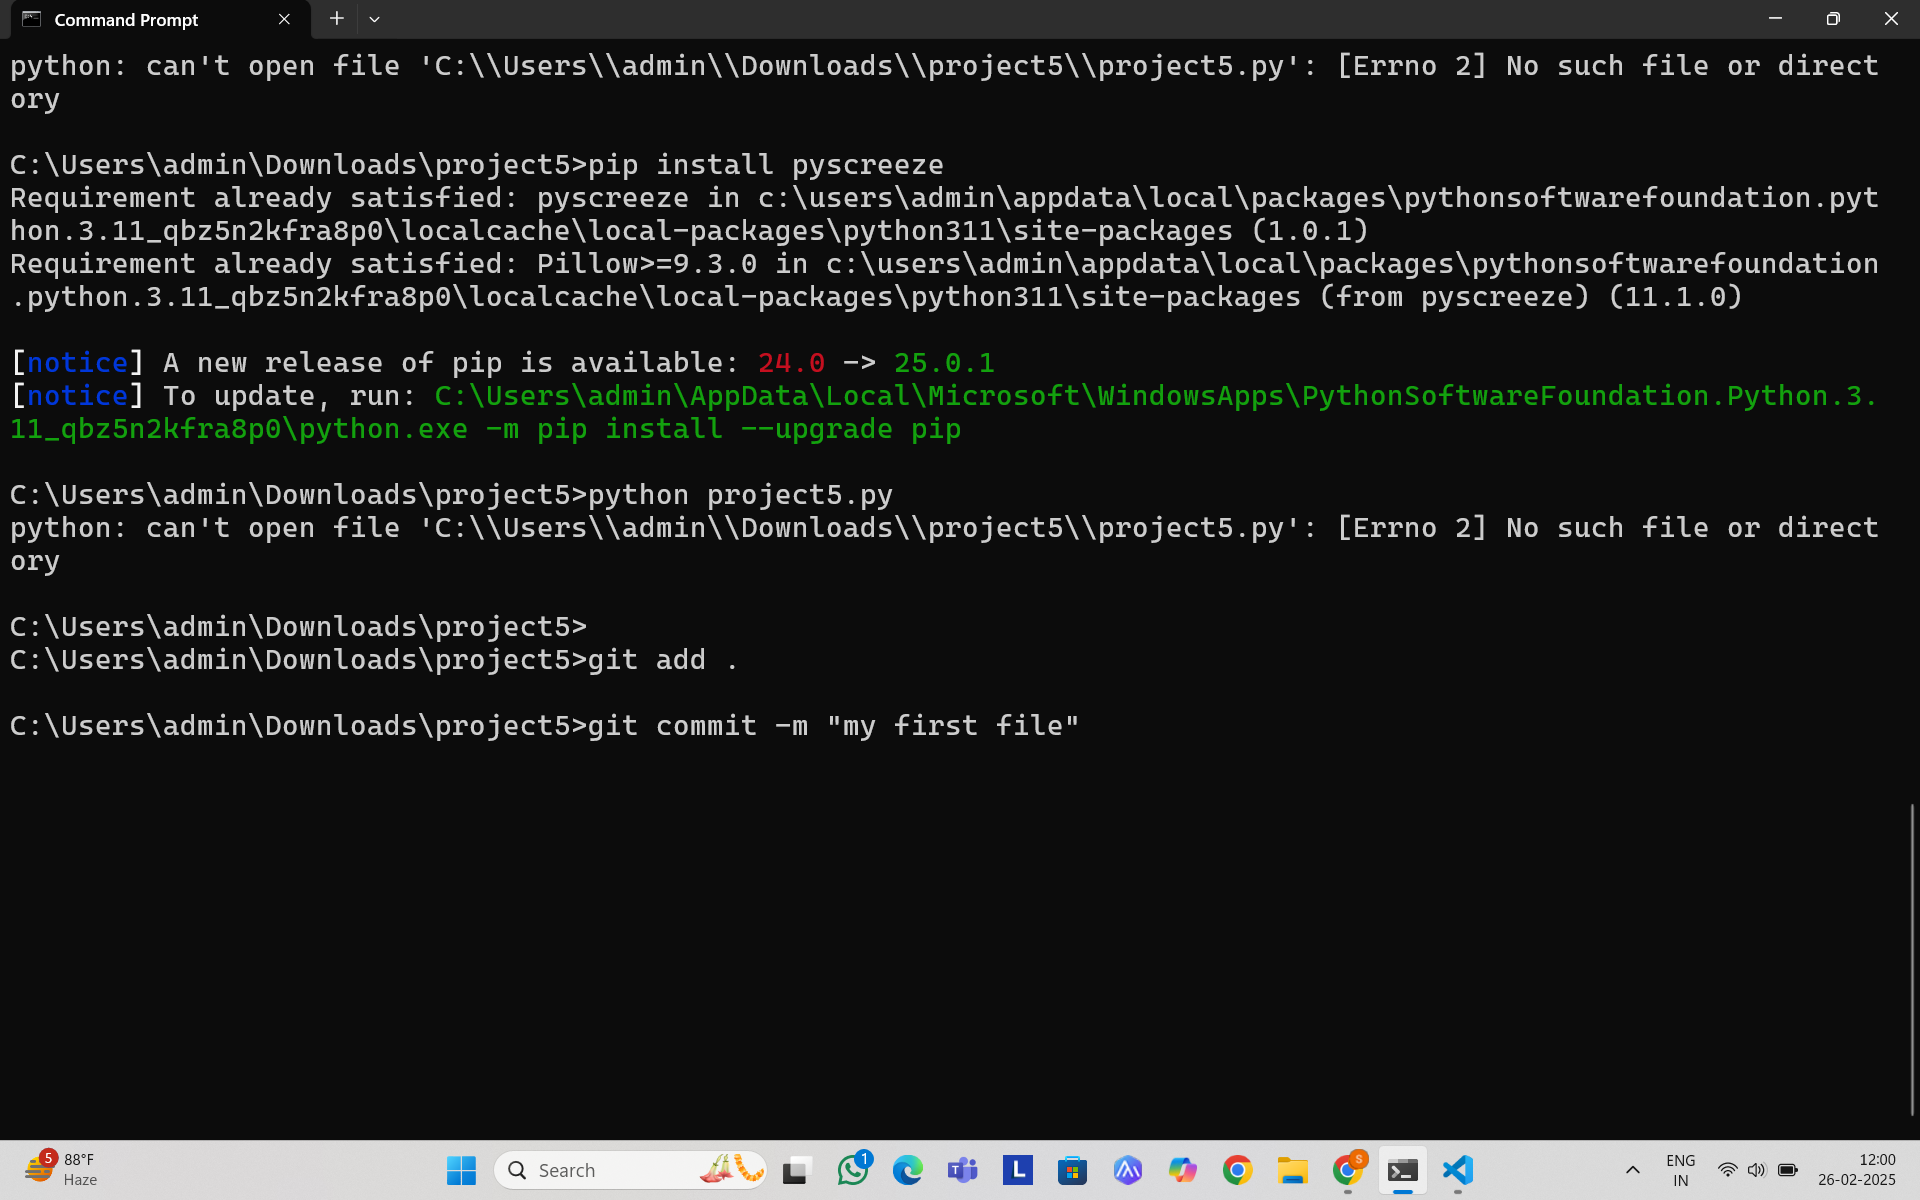 Command Prompt
python: can't open file 'C:\\Users\\admin\\Downloads\\project5\\project5.py': [Errno 2] No such file or direct
ory
C:\Users\admin\Downloads\project5>pip install pyscreeze
Requirement already satisfied: pyscreeze in c:\users\admin\appdata\local\packages\pythonsoftwarefoundation.pyt
hon.3.11_qbz5n2kfra8p0\localcache\local-packages\python311\site-packages (1.0.1)
Requirement already satisfied: Pillow>=9.3.0 in c:\users\admin\appdata\local\packages\pythonsoftwarefoundation
.python.3.11_qbz5n2kfra8p0\localcache\local-packages\python311\site-packages (from pyscreeze) (11.1.0)
[notice] A new release of pip is available: 24.0 -> 25.0.1
[notice] To update, run: C:\Users\admin\AppData\Local\Microsoft\WindowsApps\PythonSoftwareFoundation.Python.3.
11_qbz5n2kfra8p0\python.exe -m pip install --upgrade pip
C:\Users\admin\Downloads\project5>python project5.py
python: can't open file 'C:\\Users\\admin\\Downloads\\project5\\project5.py': [Errno 2] No such file or direct
ory
C:\Users\admin\Downloads\project5>
C:\Users\admin\Downloads\project5>git add .
C:\Users\admin\Downloads\project5>git commit -m "my first file"
5
88°F
Haze
Search
1
T
L
S
ENG
IN
12:00
26-02-2025